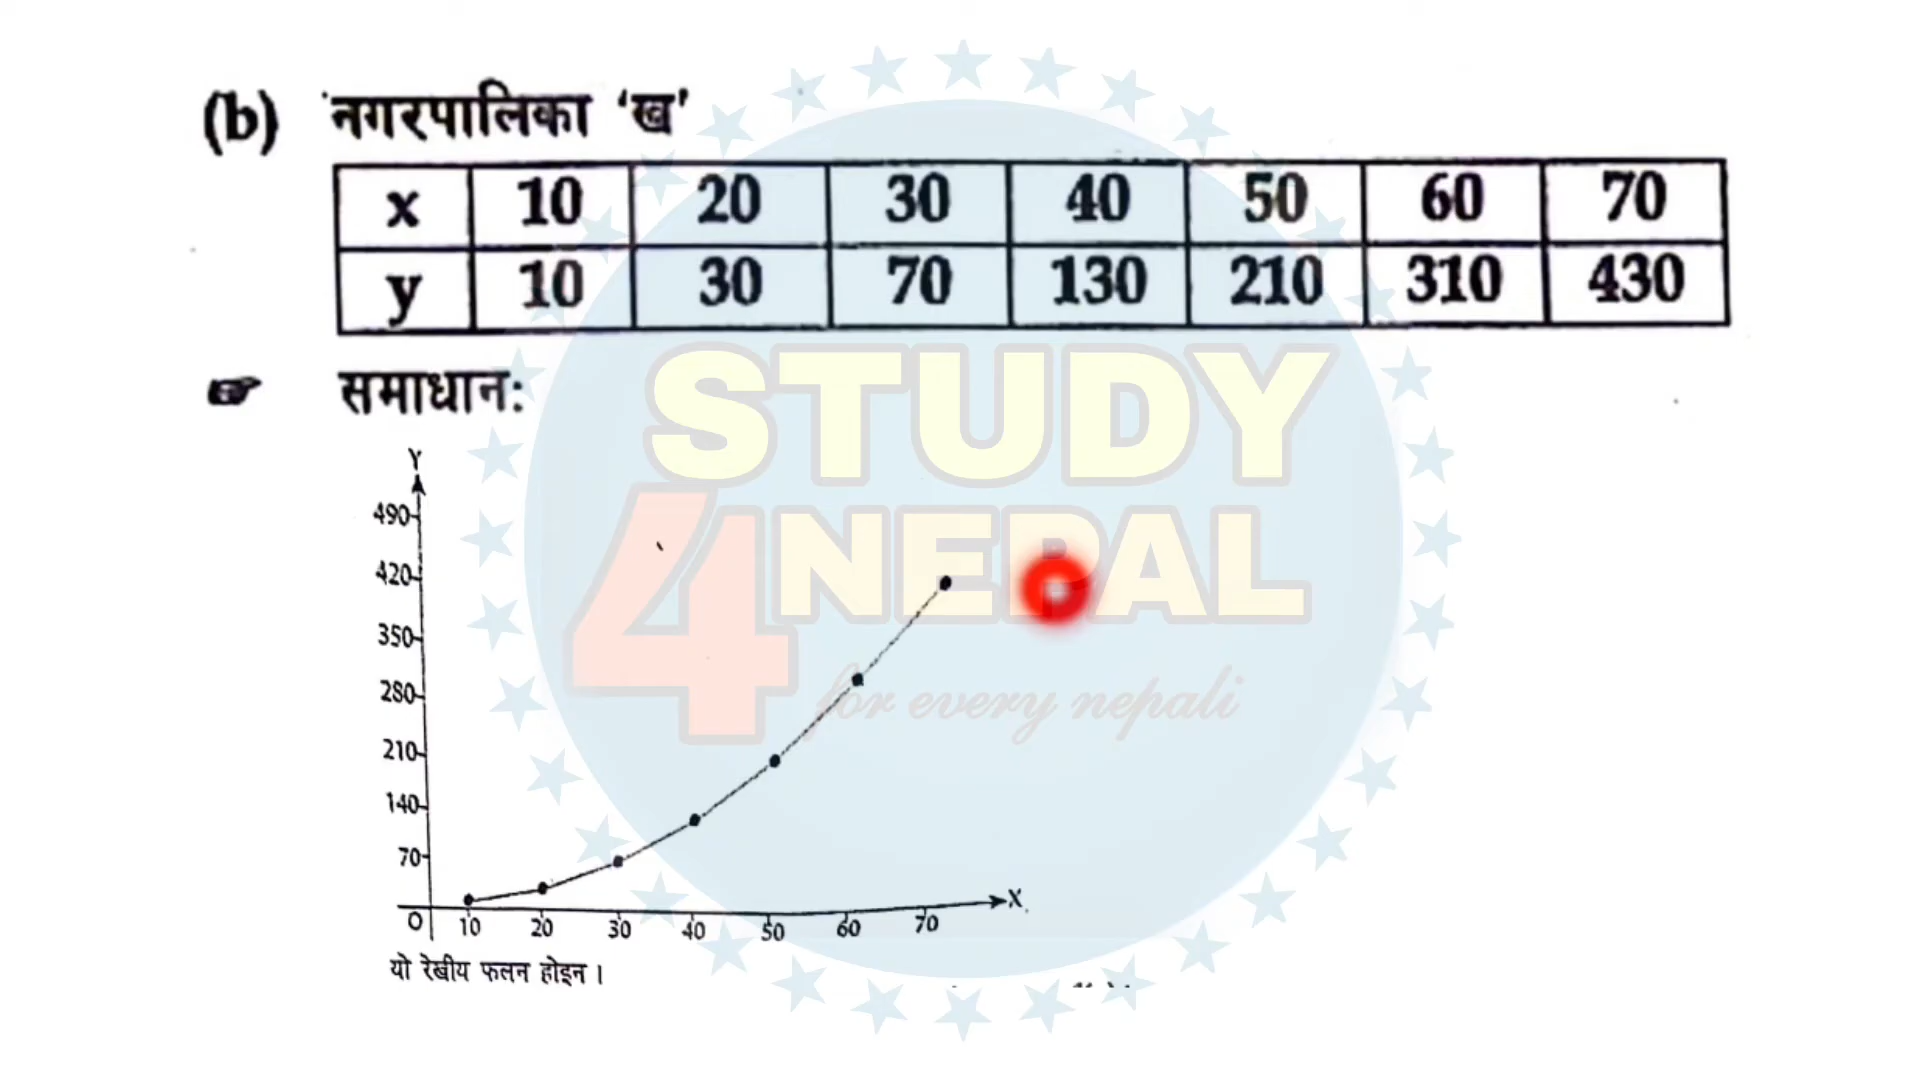 (b) नगरपालिका ‘ख’
x 10 20 30 40 50 60 70
y 10 30 70 130 210 310 430
☞ समाधान:
STUDY
4 NEPAL
for every nepali
Y
490
420
350
280
210
140
70
O 10 20 30 40 50 60 70 X
यो रेखीय फलन होइन ।